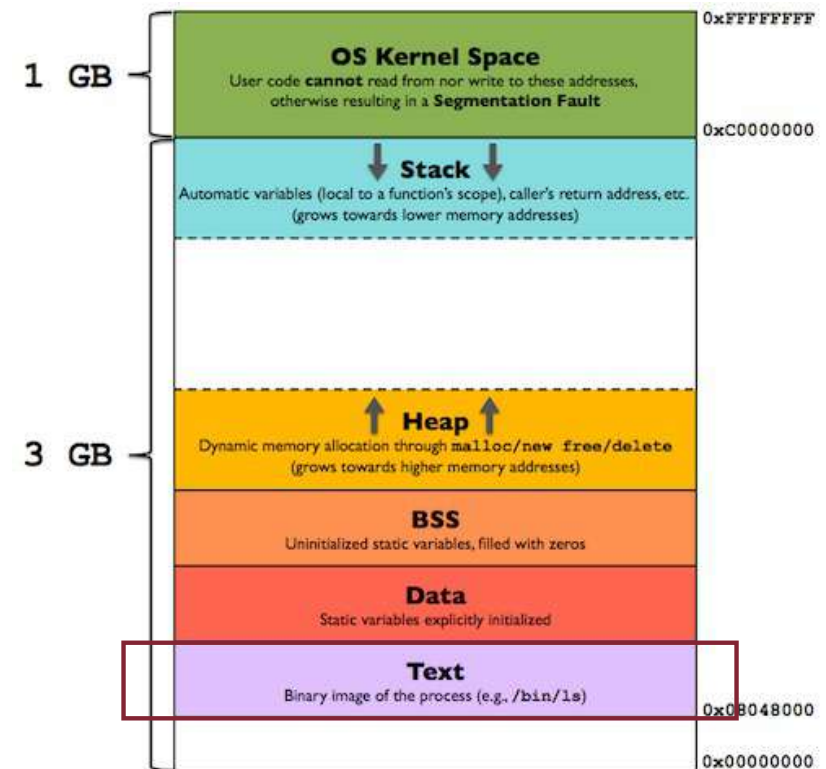 0xFFFFFFFF
OS Kernel Space
1 GB
User code cannot read from nor write to these addresses,
otherwise resulting in a Segmentation Fault
0xC0000000
Stack
Automatic variables (local to a function's scope), caller's return address, etc.
(grows towards lower memory addresses)
Heap
3 GB
Dynamic memory allocation through malloc/new free/delete
(grows towards higher memory addresses)
BSS
Uninitialized static variables, filled with zeros
Data
Static variables explicitly initialized
Text
Binary image of the process (e.g., /bin/ls)
0x08048000
0x00000000